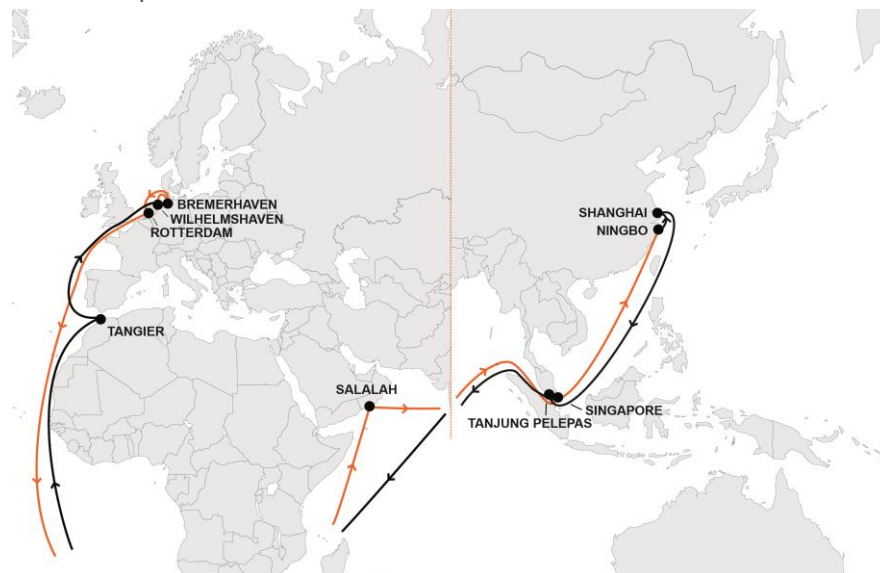 BREMERHAVEN
WILHELMSHAVEN
ROTTERDAM
SHANGHAI
NINGBO
TANGIER
SALALAH
SINGAPORE
TANJUNG PELEPAS